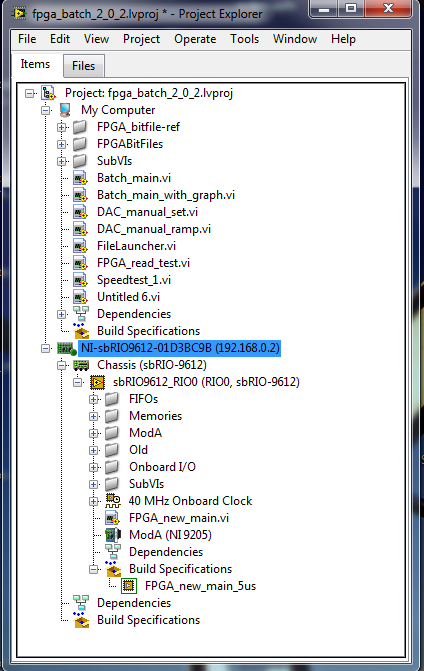 fpga_batch_2_0_2.lvproj * - Project Explorer
File Edit View Project Operate Tools Window Help
Items Files
Project: fpga_batch_2_0_2.lvproj
My Computer
FPGA_bitfile-ref
FPGABitFiles
SubVIs
Batch_main.vi
Batch_main_with_graph.vi
DAC_manual_set.vi
DAC_manual_ramp.vi
FileLauncher.vi
FPGA_read_test.vi
Speedtest_1.vi
Untitled 6.vi
Dependencies
Build Specifications
NI-sbRIO9612-01D3BC9B (192.168.0.2)
Chassis (sbRIO-9612)
sbRIO9612_RIO0 (RIO0, sbRIO-9612)
FIFOs
Memories
ModA
Old
Onboard I/O
SubVIs
40 MHz Onboard Clock
FPGA_new_main.vi
ModA (NI 9205)
Dependencies
Build Specifications
FPGA_new_main_5us
Dependencies
Build Specifications